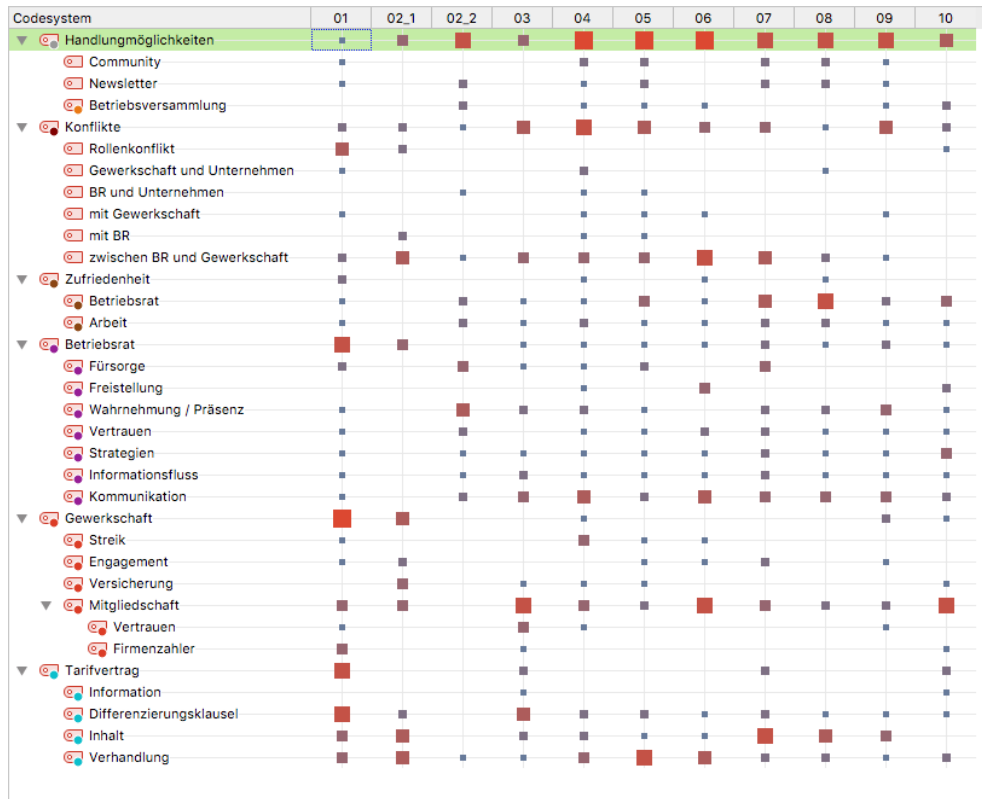 Codesystem 01 02_1 02_2 03 04 05 06 07 08 09 10
Handlungmöglichkeiten
Community
Newsletter
Betriebsversammlung
Konflikte
Rollenkonflikt
Gewerkschaft und Unternehmen
BR und Unternehmen
mit Gewerkschaft
mit BR
zwischen BR und Gewerkschaft
Zufriedenheit
Betriebsrat
Arbeit
Betriebsrat
Fürsorge
Freistellung
Wahrnehmung / Präsenz
Vertrauen
Strategien
Informationsfluss
Kommunikation
Gewerkschaft
Streik
Engagement
Versicherung
Mitgliedschaft
Vertrauen
Firmenzahler
Tarifvertrag
Information
Differenzierungsklausel
Inhalt
Verhandlung